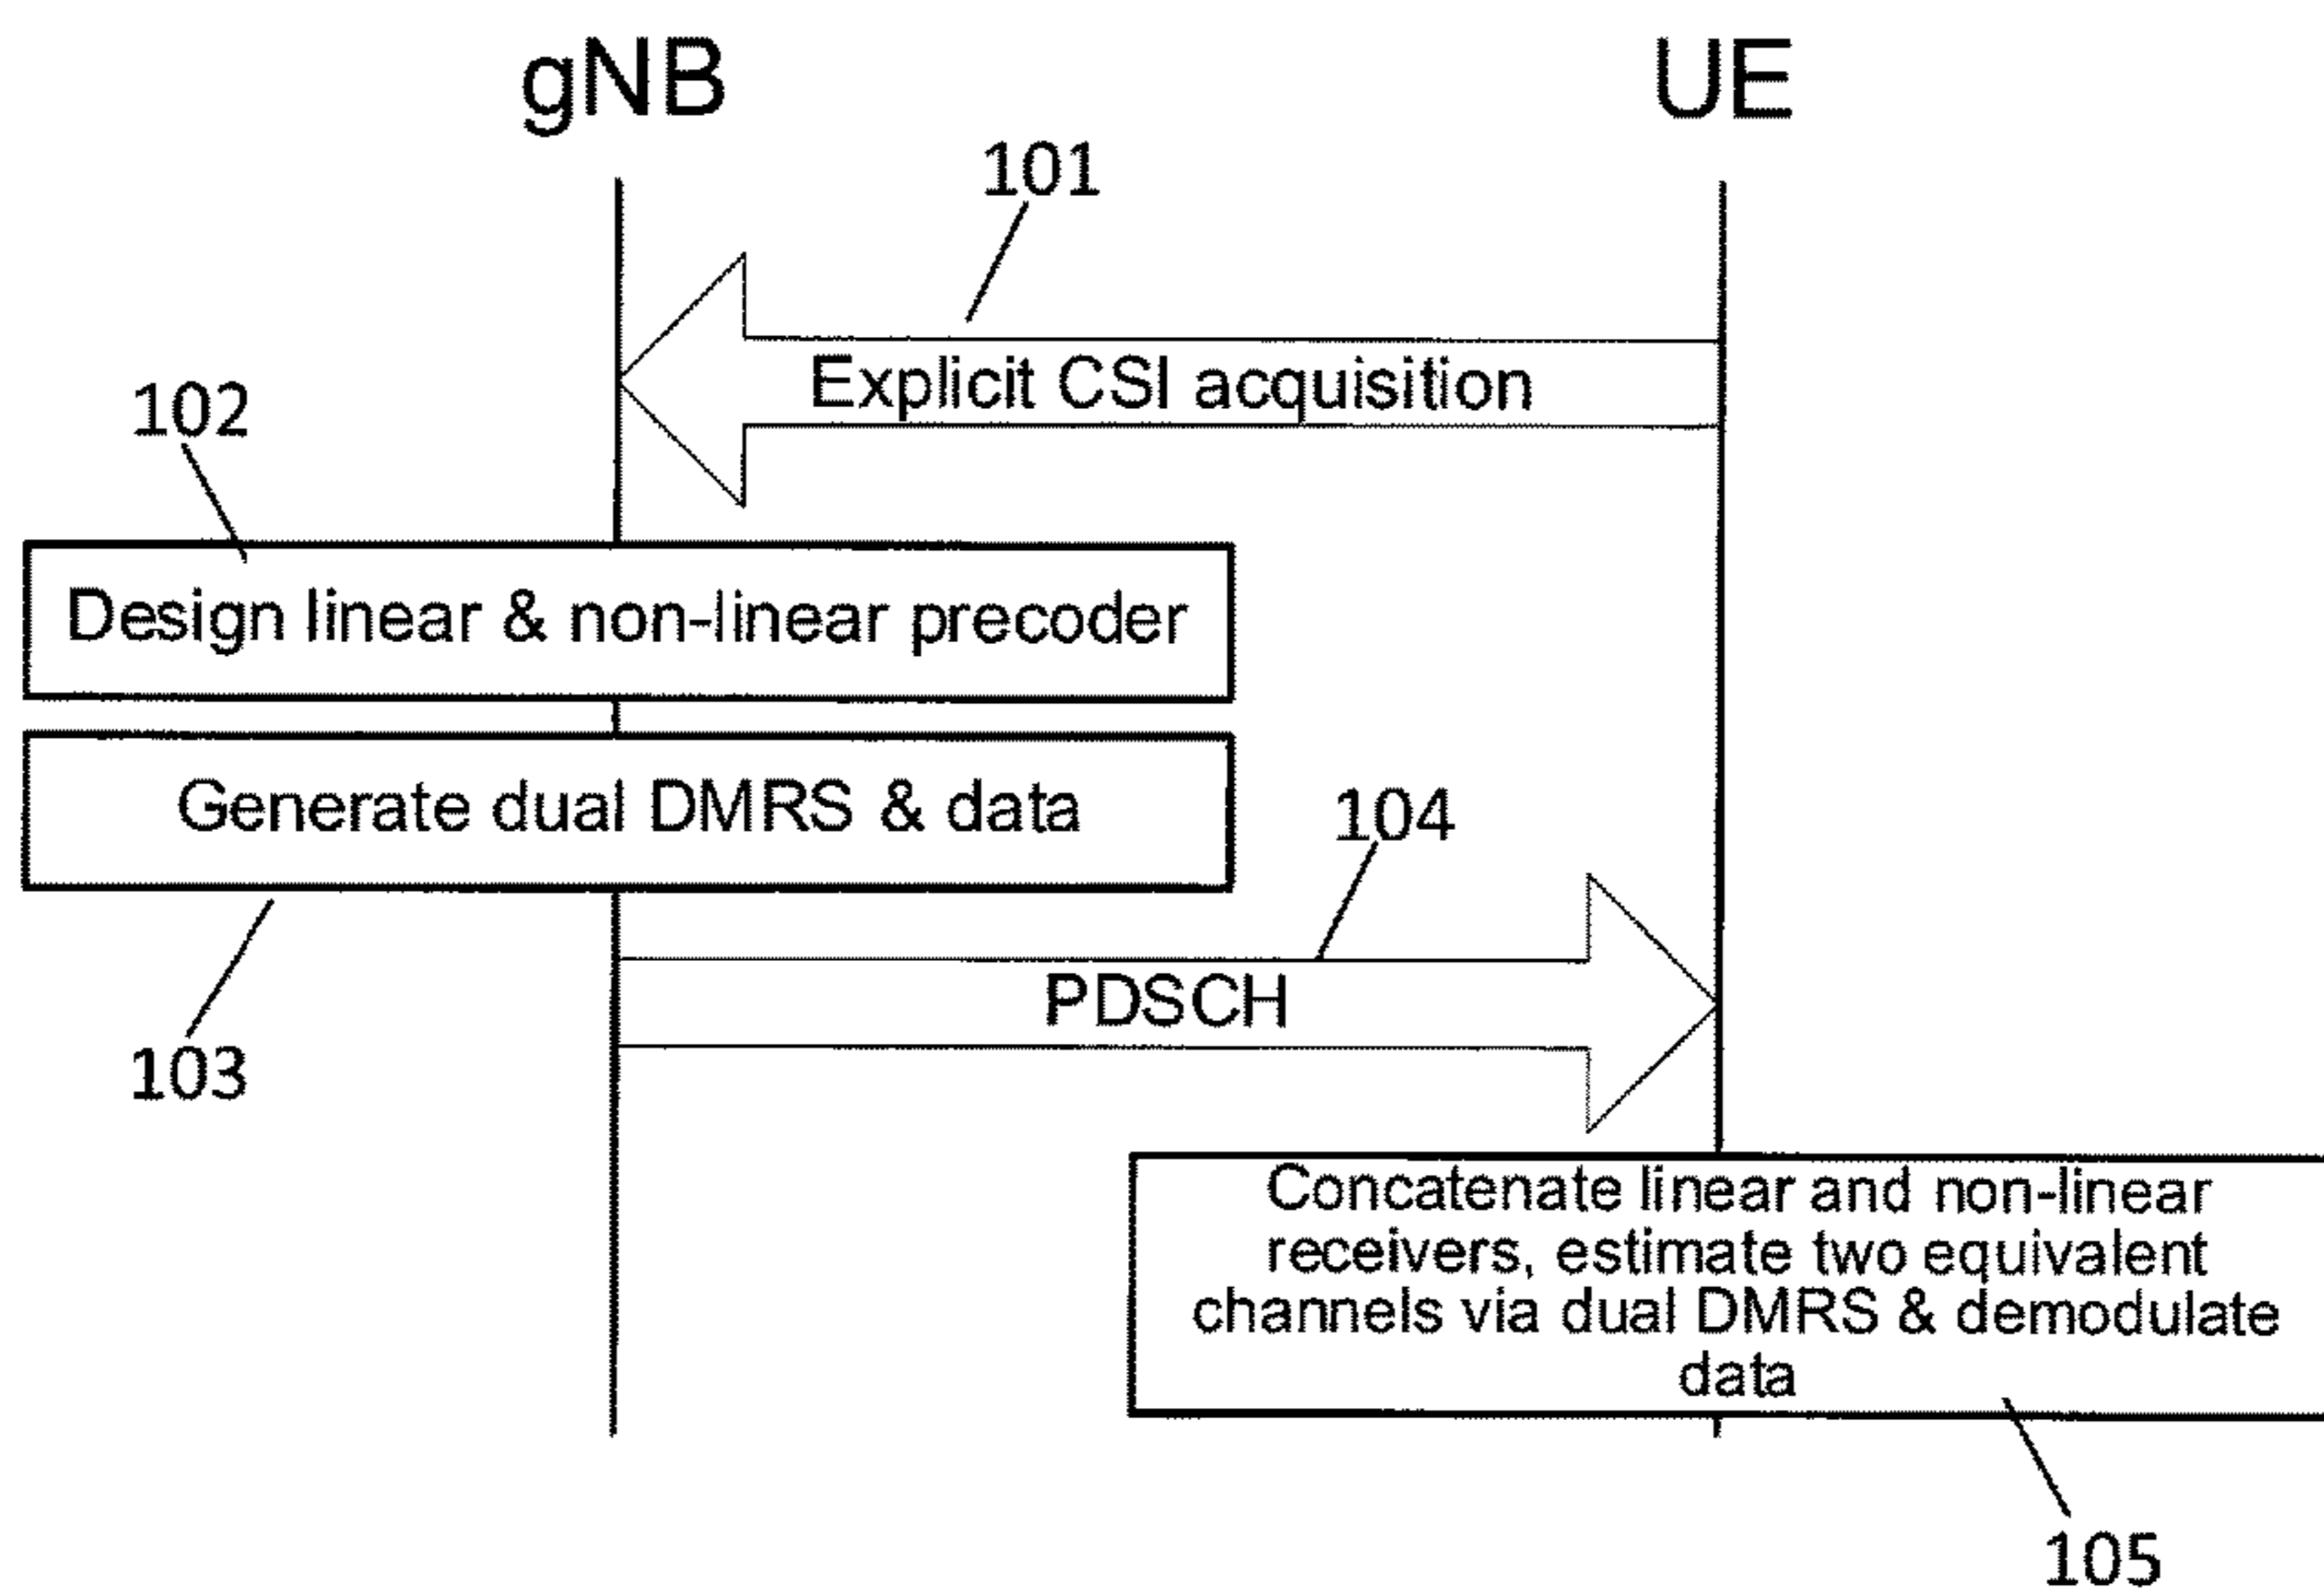 gNB
UE
101
Explicit CSI acquisition
102
Design linear & non-linear precoder
Generate dual DMRS & data
104
PDSCH
103
Concatenate linear and non-linear
receivers, estimate two equivalent
channels via dual DMRS & demodulate
data
105